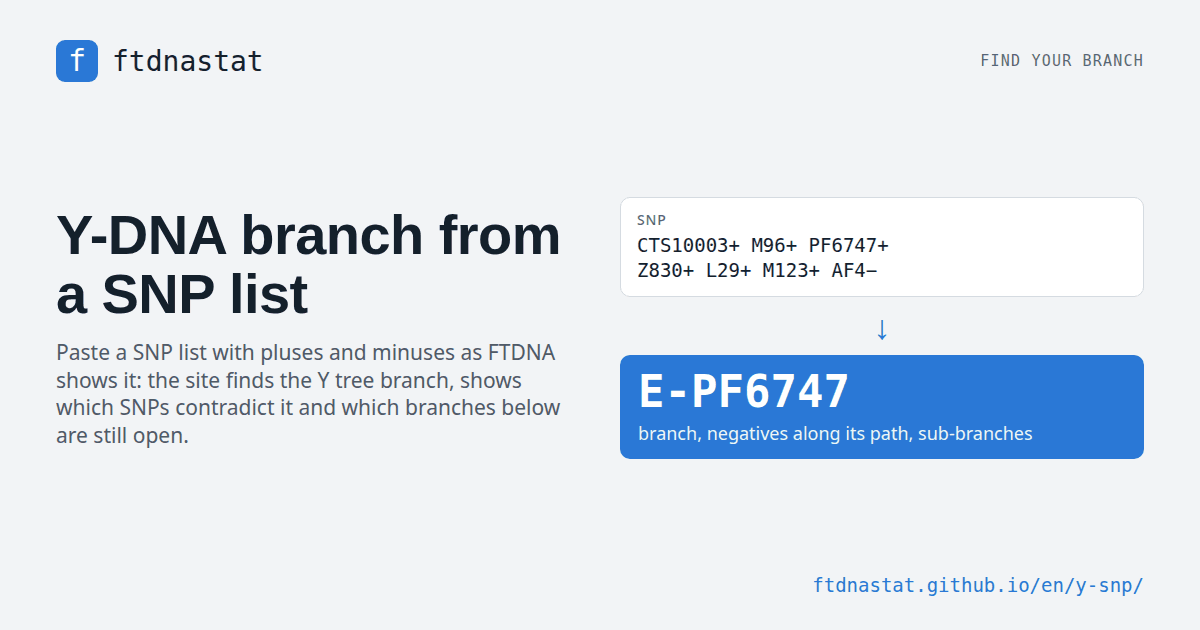 f ftdnastat
FIND YOUR BRANCH
Y-DNA branch from
a SNP list
Paste a SNP list with pluses and minuses as FTDNA
shows it: the site finds the Y tree branch, shows
which SNPs contradict it and which branches below
are still open.
SNP
CTS10003+ M96+ PF6747+
Z830+ L29+ M123+ AF4−
↓
E-PF6747
branch, negatives along its path, sub-branches
ftdnastat.github.io/en/y-snp/